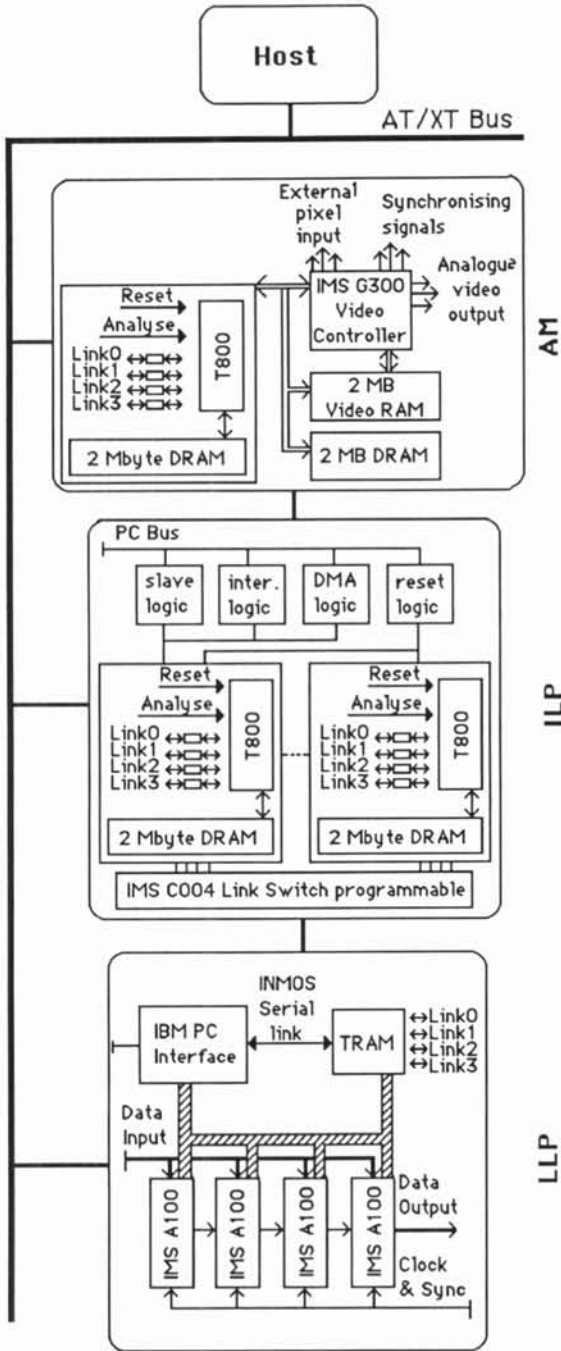 Host
AT/XT Bus
External
pixel
input
Synchronising
signals
Analogue
video
output
IMS G300
Video
Controller
Reset
Analyse
Link0
Link1
Link2
Link3
T800
2 Mbyte DRAM
2 MB
Video RAM
2 MB DRAM
AM
PC Bus
slave
logic
inter.
logic
DMA
logic
reset
logic
Reset
Analyse
Link0
Link1
Link2
Link3
T800
2 Mbyte DRAM
Reset
Analyse
Link0
Link1
Link2
Link3
T800
2 Mbyte DRAM
IMS C004 Link Switch programmable
ILP
INMOS
Serial
link
IBM PC
Interface
TRAM
Link0
Link1
Link2
Link3
Data
Input
IMS A100
IMS A100
IMS A100
IMS A100
Data
Output
Clock
& Sync
LLP